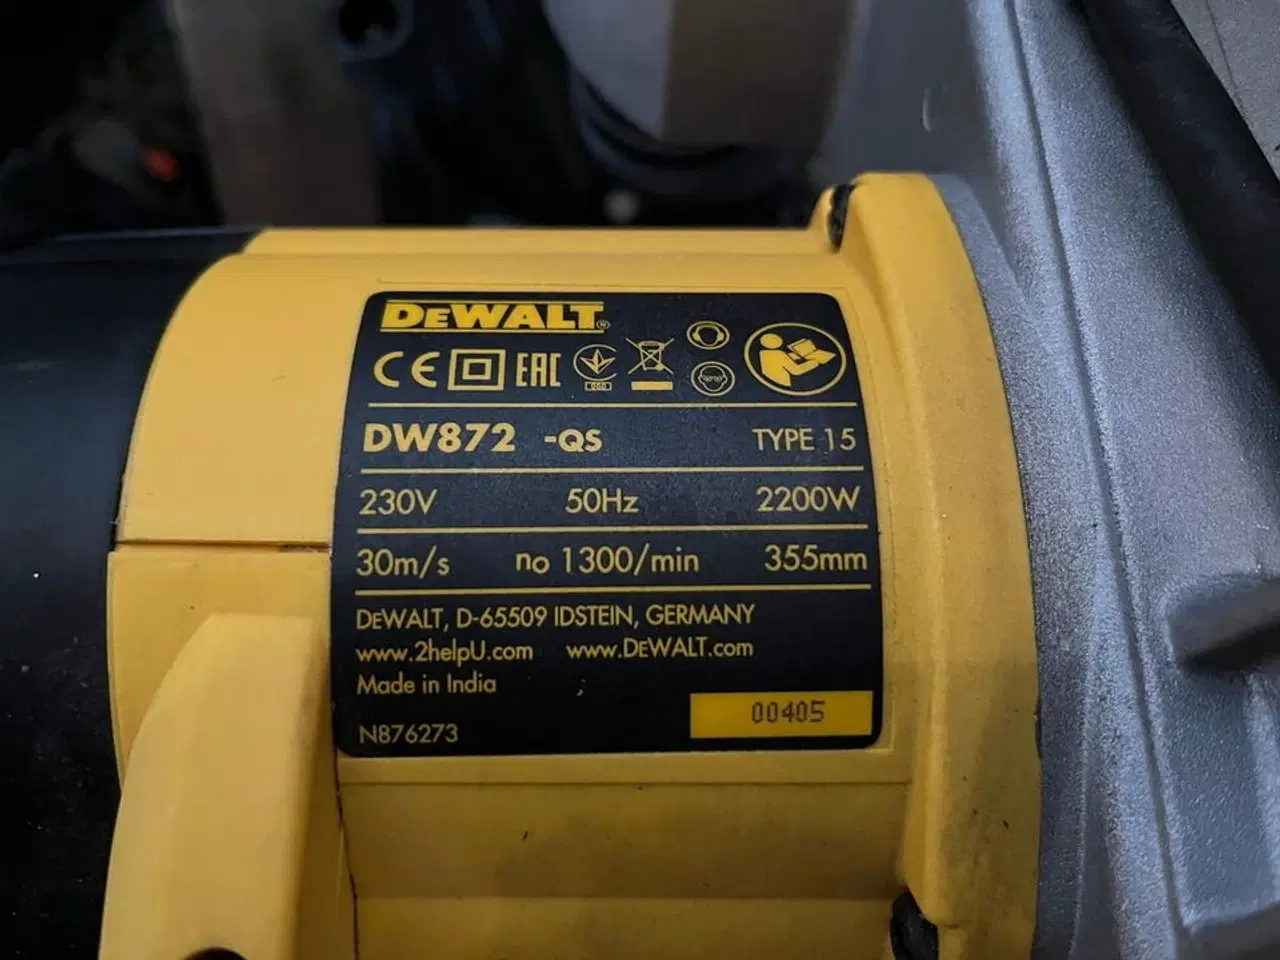 DEWALT®
CE EAC
DW872 -QS TYPE 15
230V 50Hz 2200W
30m/s no 1300/min 355mm
DEWALT, D-65509 IDSTEIN, GERMANY
www.2helpU.com www.DEWALT.com
Made in India
N876273
00405